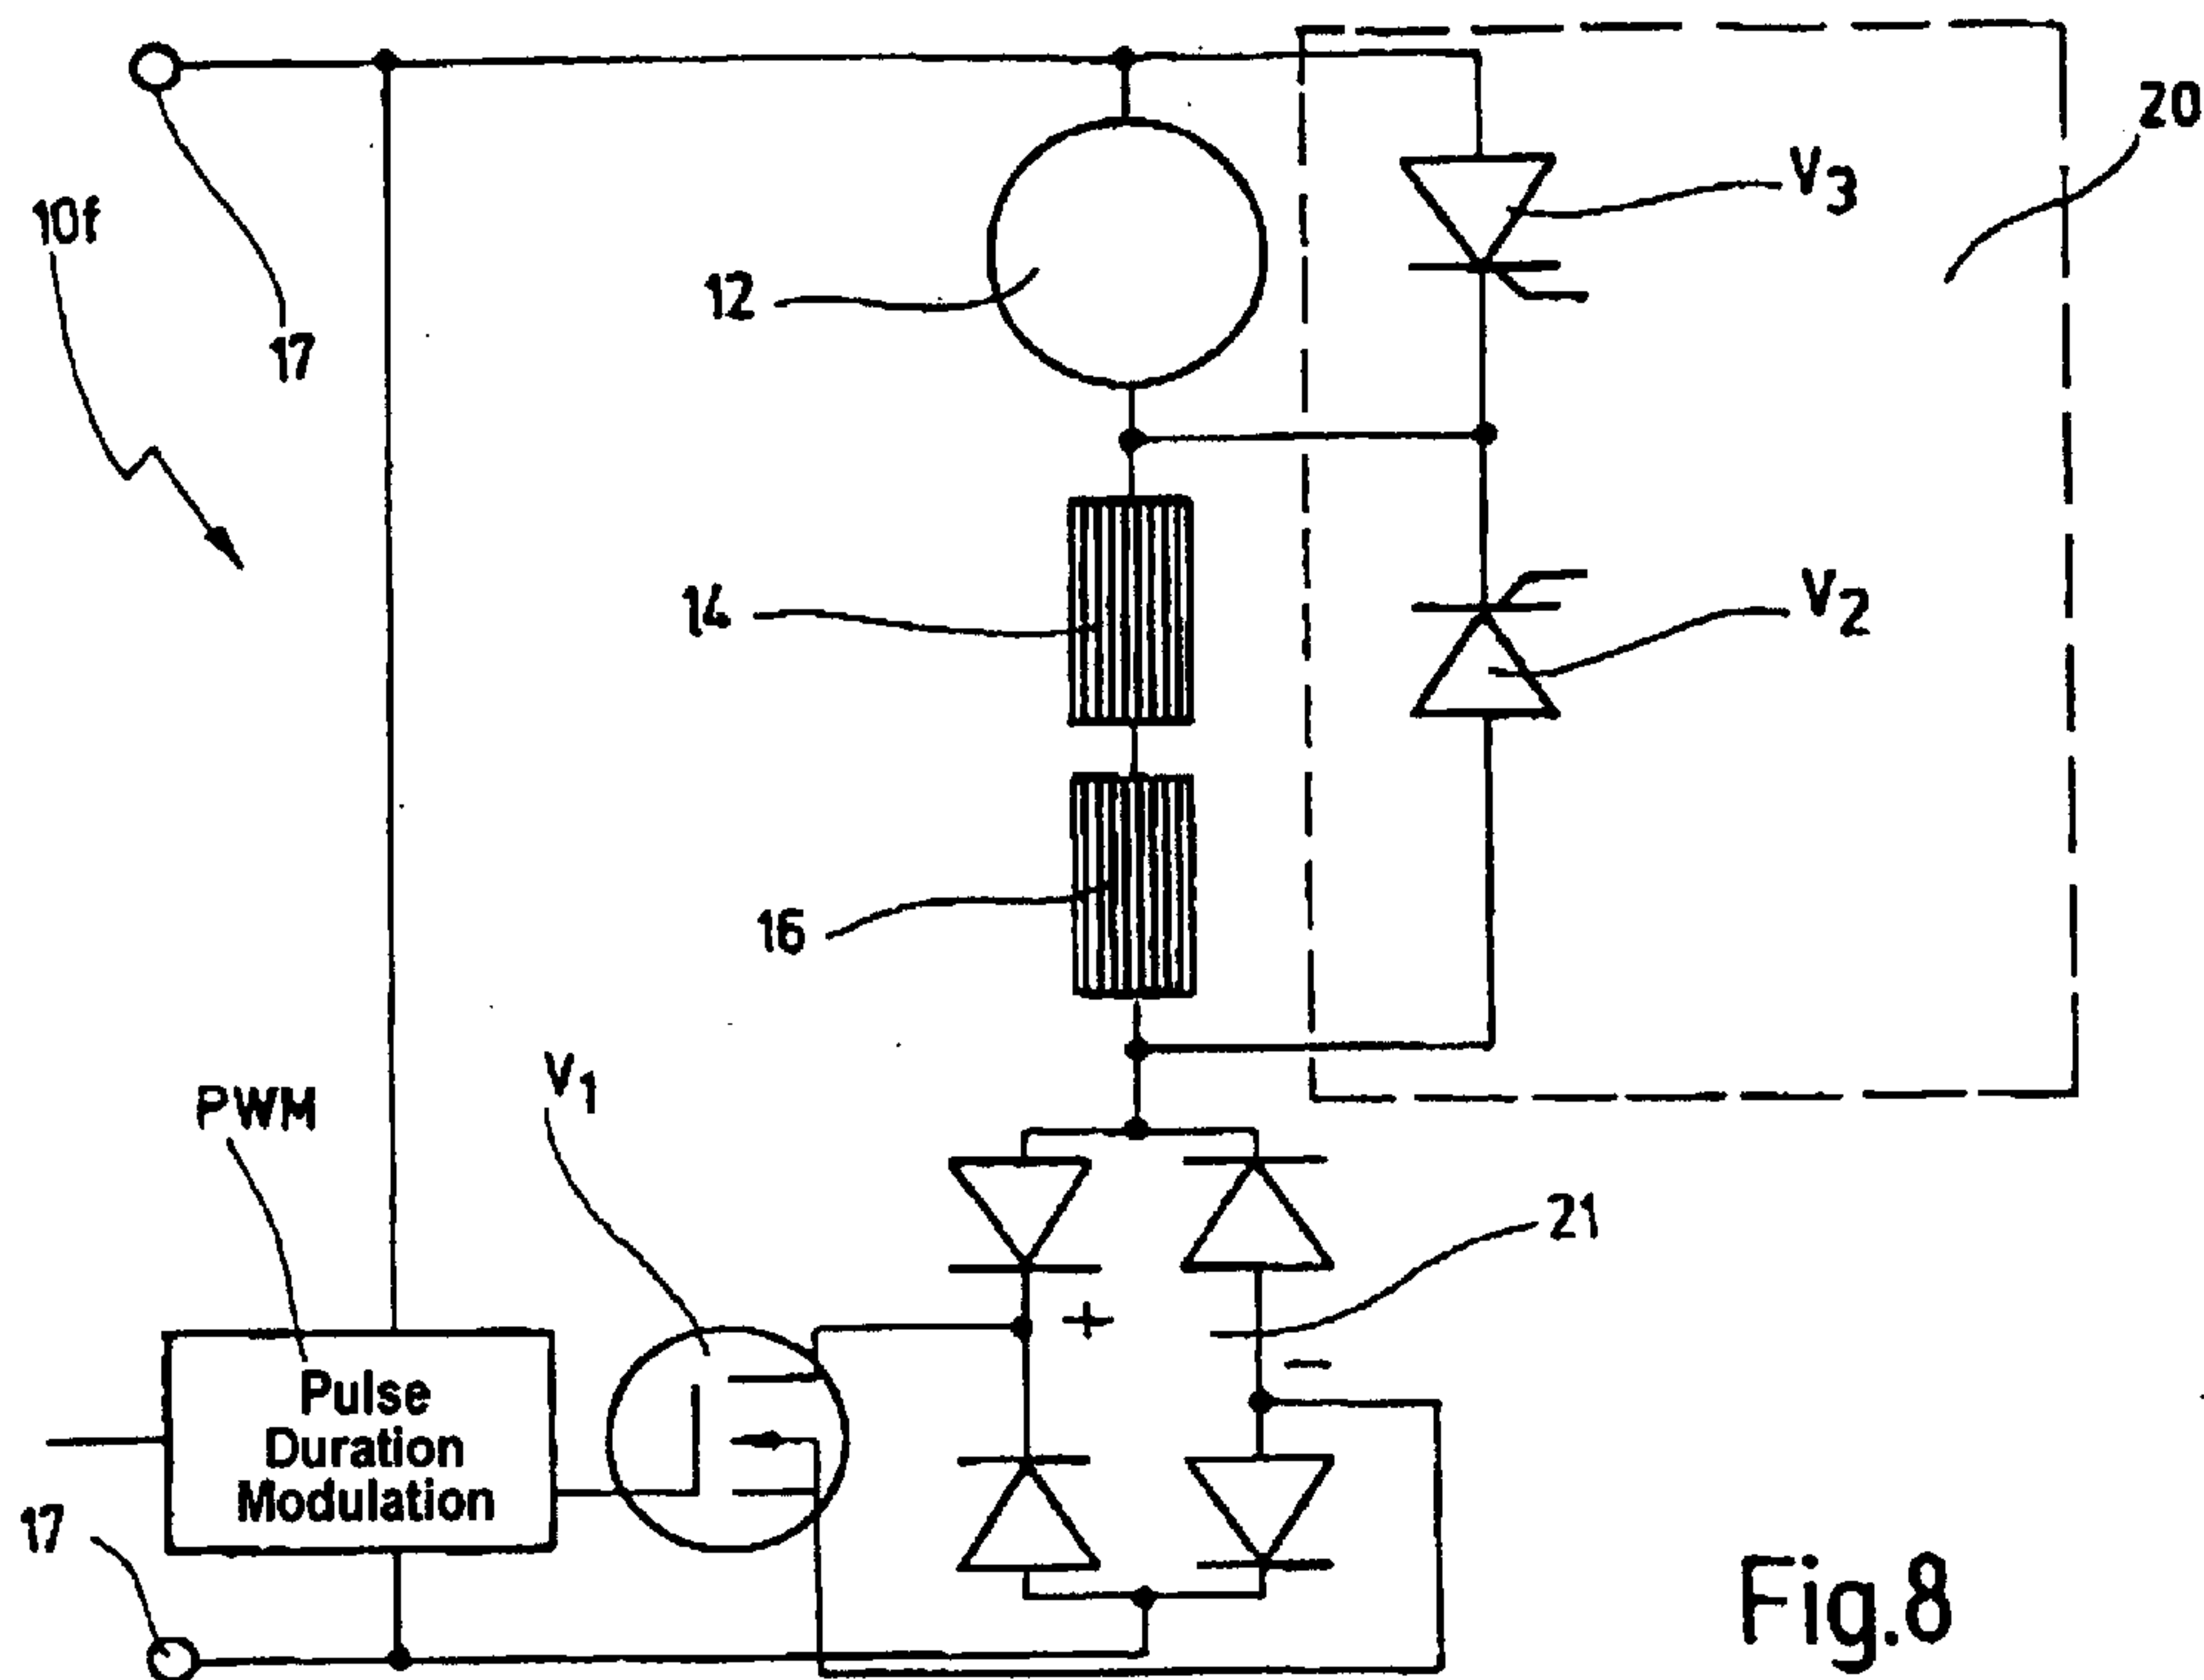 20
V3
10f
12
17
V2
14
16
V1
PWM
21
+
−
Pulse
Duration
Modulation
17
Fig.8